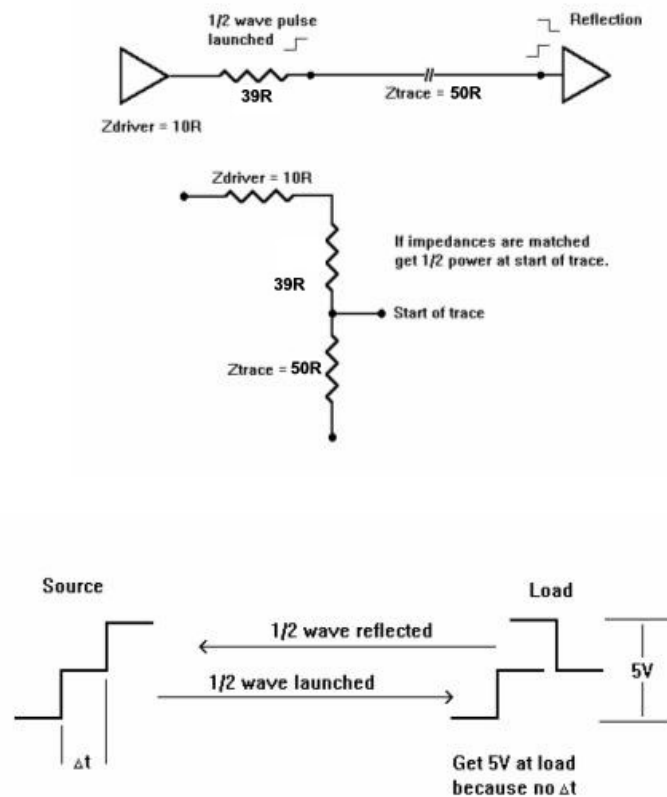 1/2 wave pulse
launched
Reflection
39R
Ztrace = 50R
Zdriver = 10R
Zdriver = 10R
If impedances are matched
get 1/2 power at start of trace.
39R
Start of trace
Ztrace = 50R
Source
Load
1/2 wave reflected
1/2 wave launched
5V
Δt
Get 5V at load
because no Δt